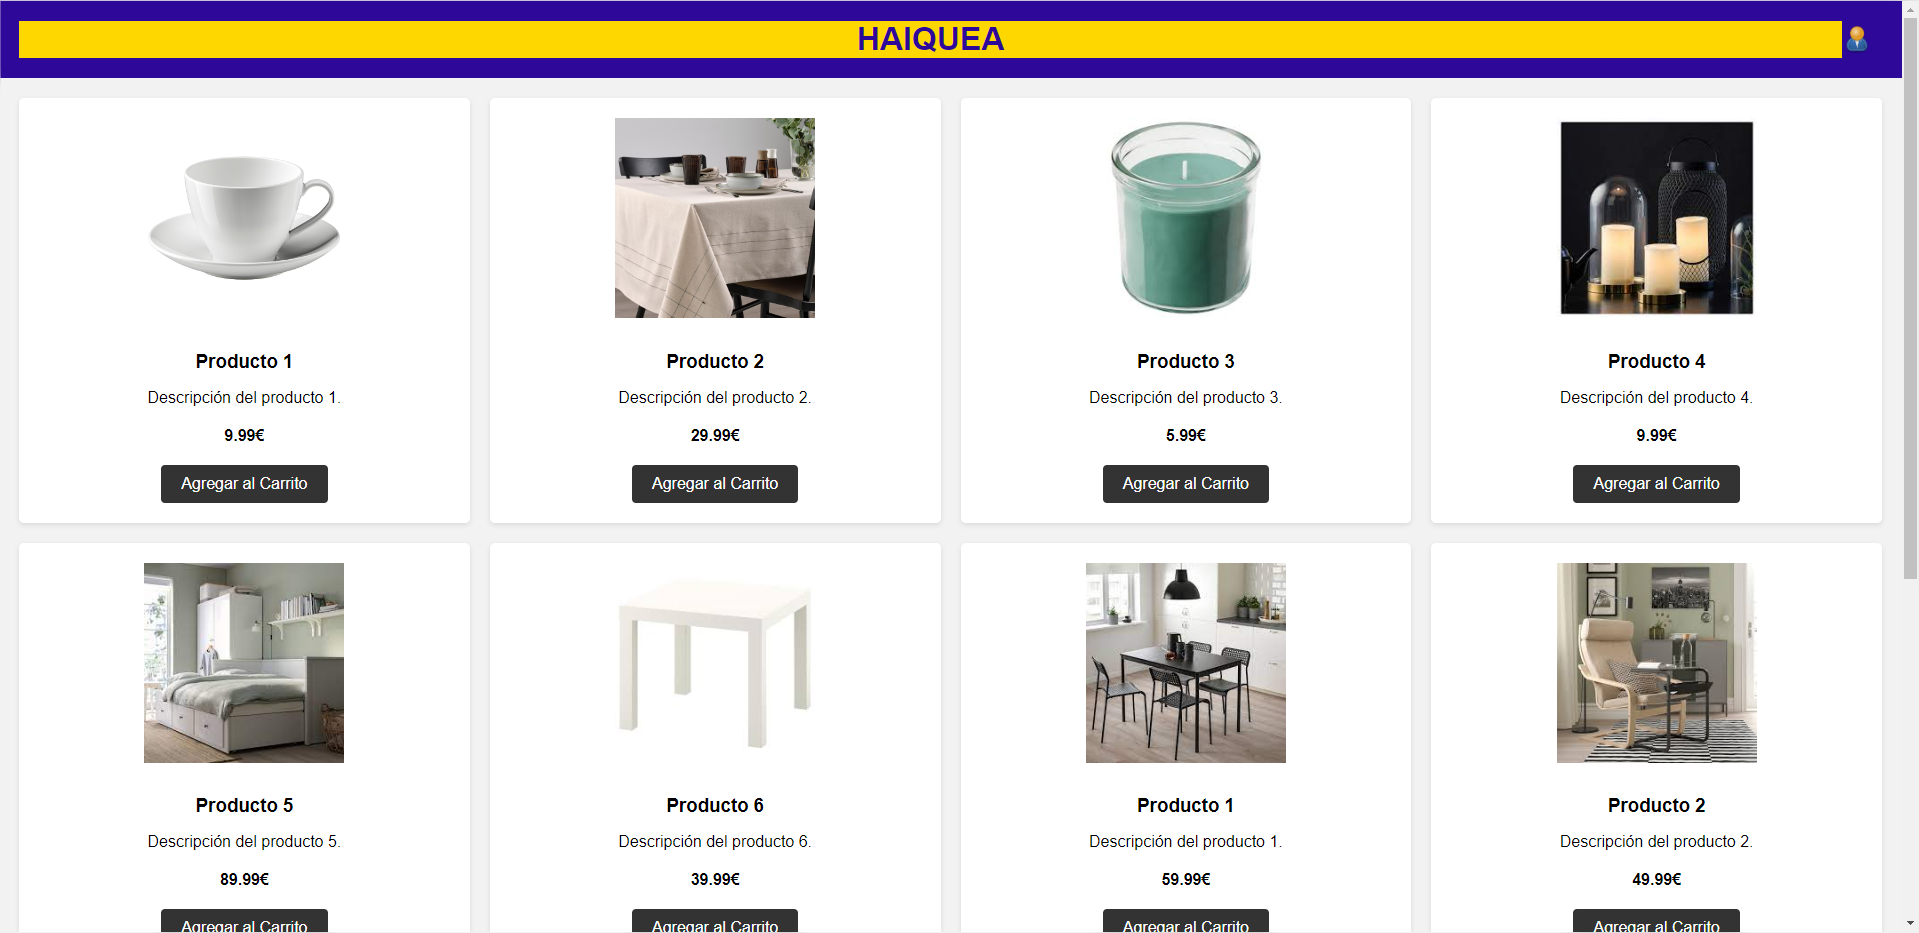 HAIQUEA
Producto 1
Descripción del producto 1.
9.99€
Agregar al Carrito
Producto 2
Descripción del producto 2.
29.99€
Agregar al Carrito
Producto 3
Descripción del producto 3.
5.99€
Agregar al Carrito
Producto 4
Descripción del producto 4.
9.99€
Agregar al Carrito
Producto 5
Descripción del producto 5.
89.99€
Agregar al Carrito
Producto 6
Descripción del producto 6.
39.99€
Agregar al Carrito
Producto 1
Descripción del producto 1.
59.99€
Agregar al Carrito
Producto 2
Descripción del producto 2.
49.99€
Agregar al Carrito